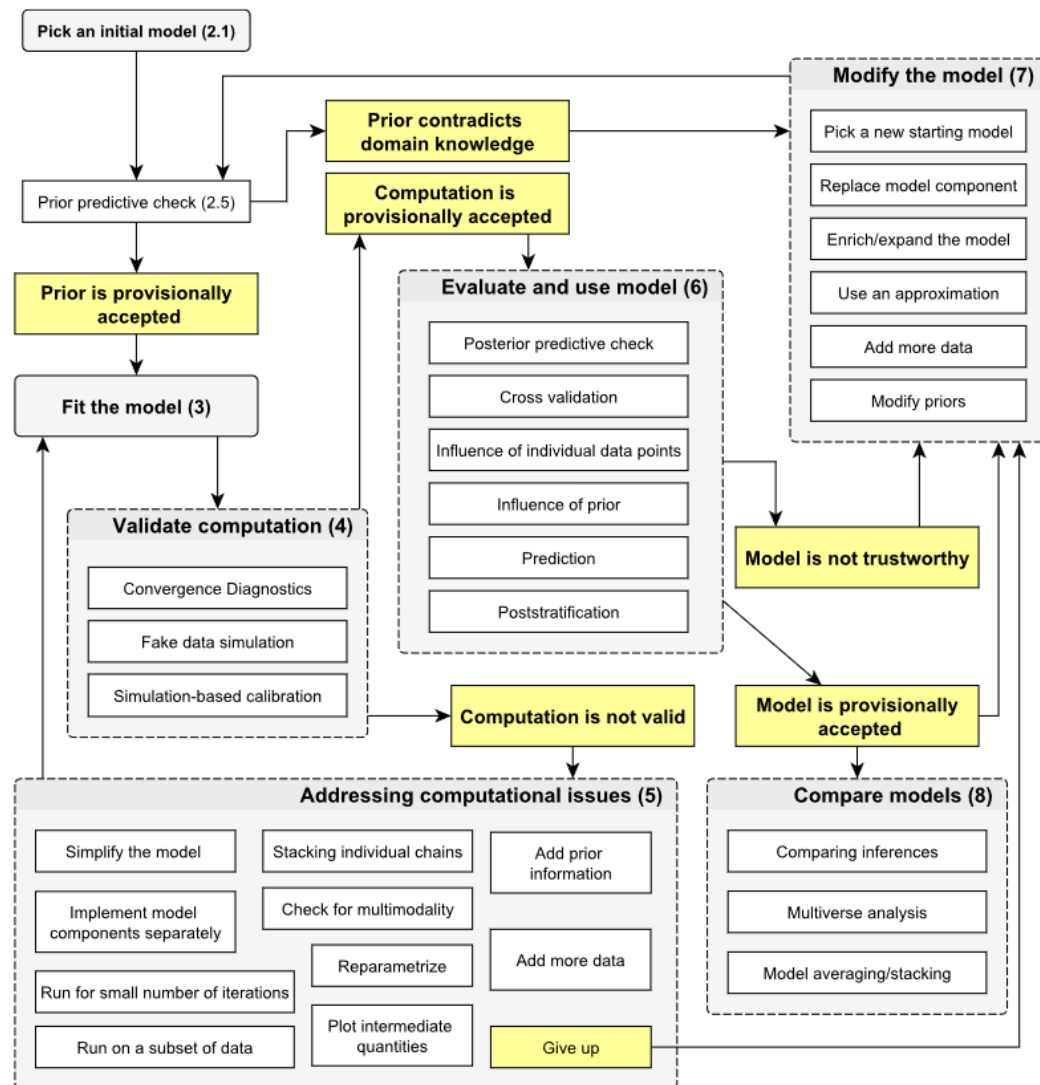 Pick an initial model (2.1)
Prior predictive check (2.5)
Prior contradicts
domain knowledge
Prior is provisionally
accepted
Fit the model (3)
Validate computation (4)
Convergence Diagnostics
Fake data simulation
Simulation-based calibration
Computation is
provisionally accepted
Computation is not valid
Addressing computational issues (5)
Simplify the model
Implement model
components separately
Run for small number of iterations
Run on a subset of data
Stacking individual chains
Check for multimodality
Reparametrize
Plot intermediate
quantities
Add prior
information
Add more data
Give up
Evaluate and use model (6)
Posterior predictive check
Cross validation
Influence of individual data points
Influence of prior
Prediction
Poststratification
Model is not trustworthy
Model is provisionally
accepted
Modify the model (7)
Pick a new starting model
Replace model component
Enrich/expand the model
Use an approximation
Add more data
Modify priors
Compare models (8)
Comparing inferences
Multiverse analysis
Model averaging/stacking